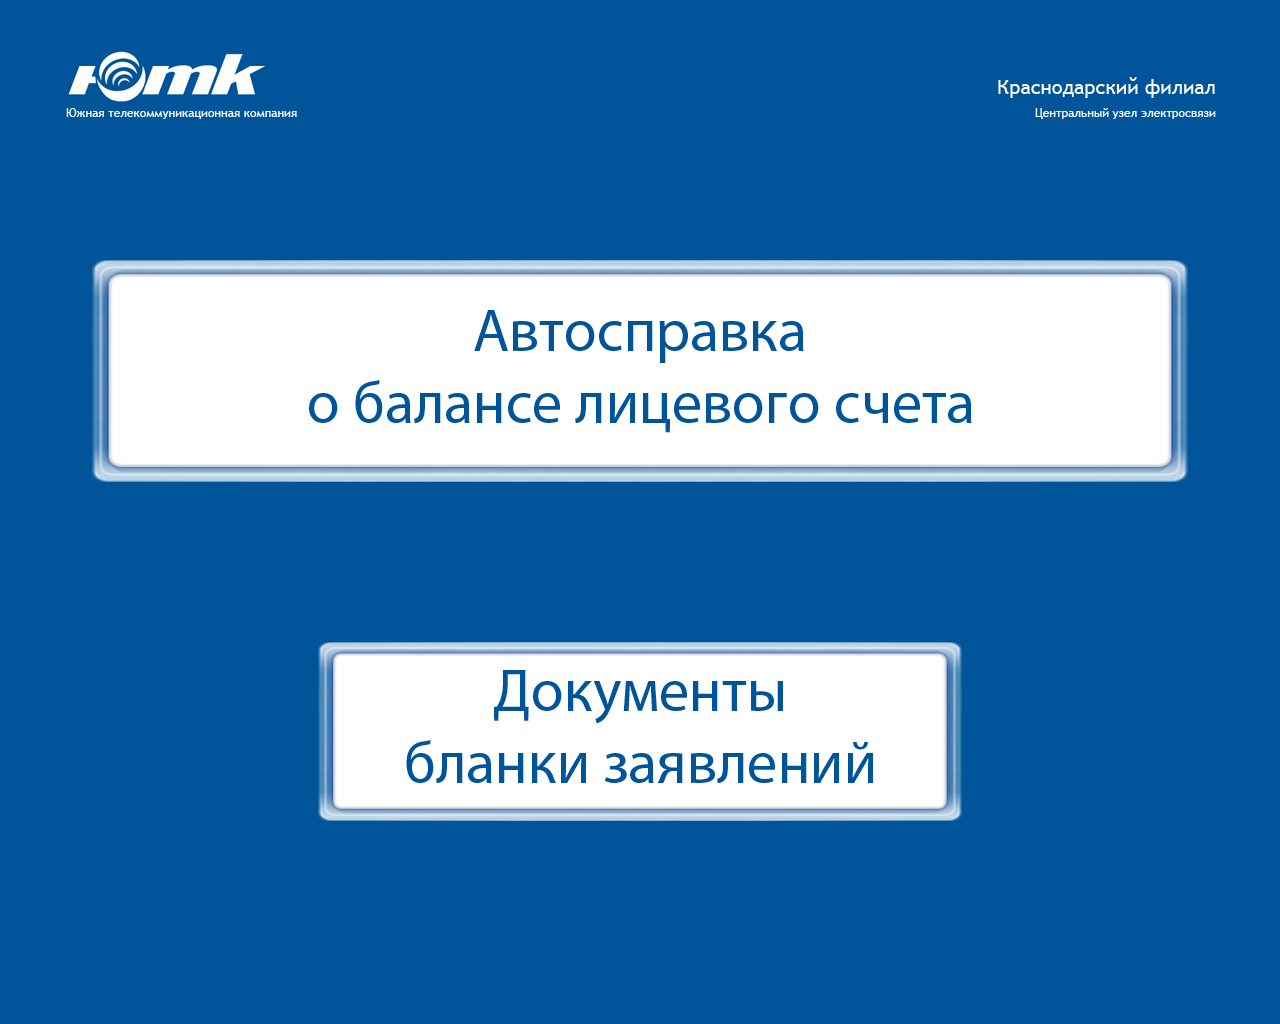 Ютк
Южная телекоммуникационная компания
Краснодарский филиал
Центральный узел электросвязи
Автосправка
о балансе лицевого счета
Документы
бланки заявлений